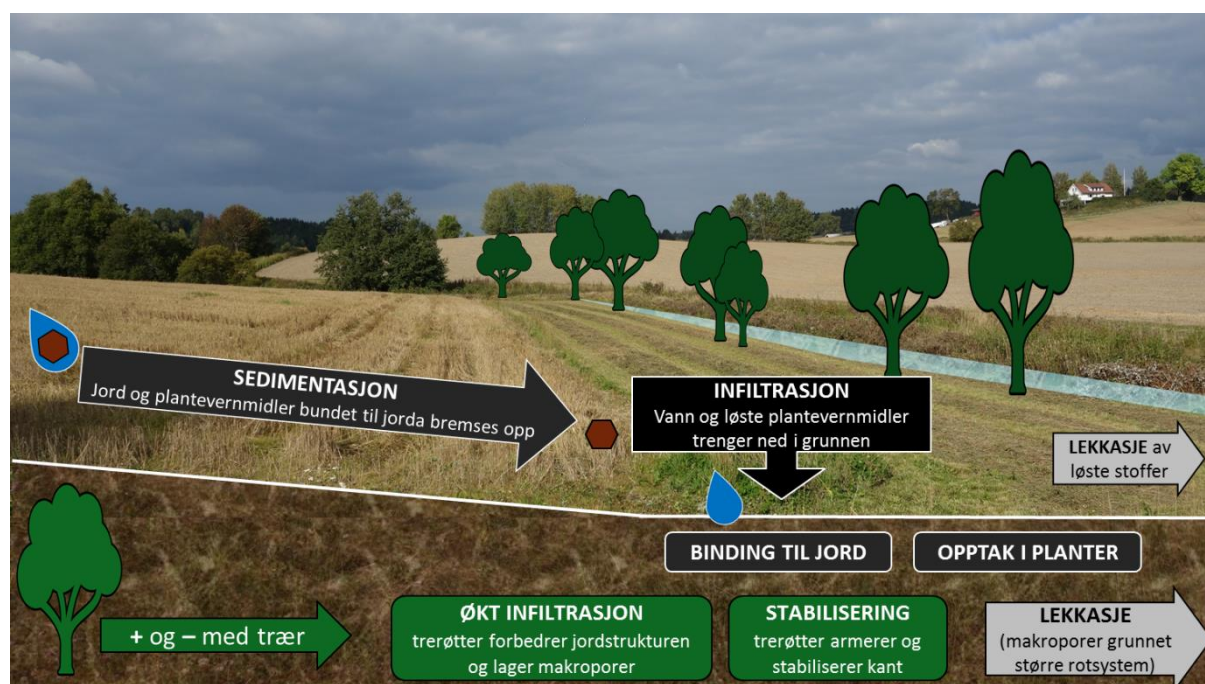 SEDIMENTASJON
Jord og plantevernmidler bundet til jorda bremses opp
INFILTRASJON
Vann og løste plantevernmidler
trenger ned i grunnen
LEKKASJE av
løste stoffer
BINDING TIL JORD
OPPTAK I PLANTER
+ og – med trær
ØKT INFILTRASJON
trerøtter forbedrer jordstrukturen
og lager makroporer
STABILISERING
trerøtter armerer og
stabiliserer kant
LEKKASJE
(makroporer grunnet
større rotsystem)